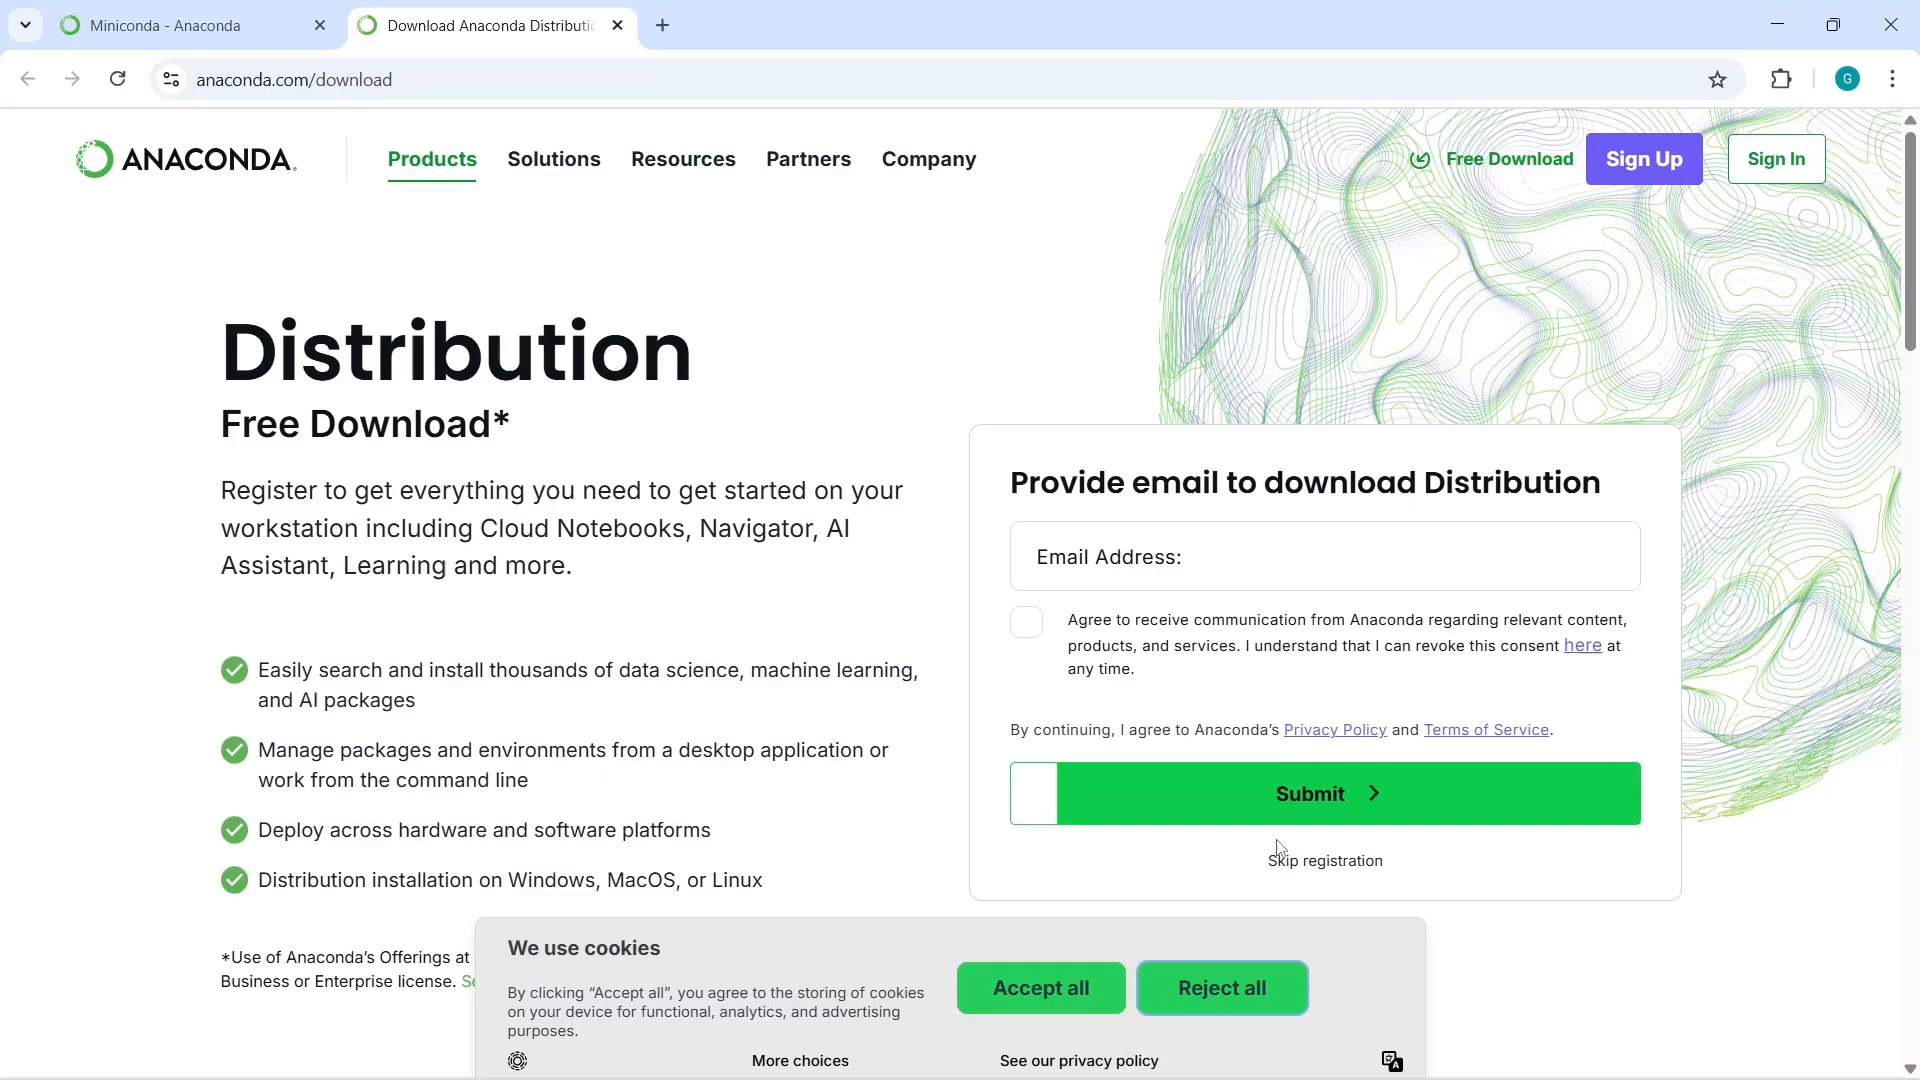 Miniconda - Anaconda
Download Anaconda Distributi
anaconda.com/download
G
ANACONDA.
Products
Solutions
Resources
Partners
Company
Free Download
Sign Up
Sign In
Distribution
Free Download*
Register to get everything you need to get started on your
workstation including Cloud Notebooks, Navigator, AI
Assistant, Learning and more.
Easily search and install thousands of data science, machine learning,
and AI packages
Manage packages and environments from a desktop application or
work from the command line
Deploy across hardware and software platforms
Distribution installation on Windows, MacOS, or Linux
*Use of Anaconda’s Offerings at
Business or Enterprise license.
Provide email to download Distribution
Email Address:
Agree to receive communication from Anaconda regarding relevant content,
products, and services. I understand that I can revoke this consent here at
any time.
By continuing, I agree to Anaconda’s Privacy Policy and Terms of Service.
Submit
Skip registration
We use cookies
By clicking “Accept all”, you agree to the storing of cookies
on your device for functional, analytics, and advertising
purposes.
Accept all
Reject all
More choices
See our privacy policy